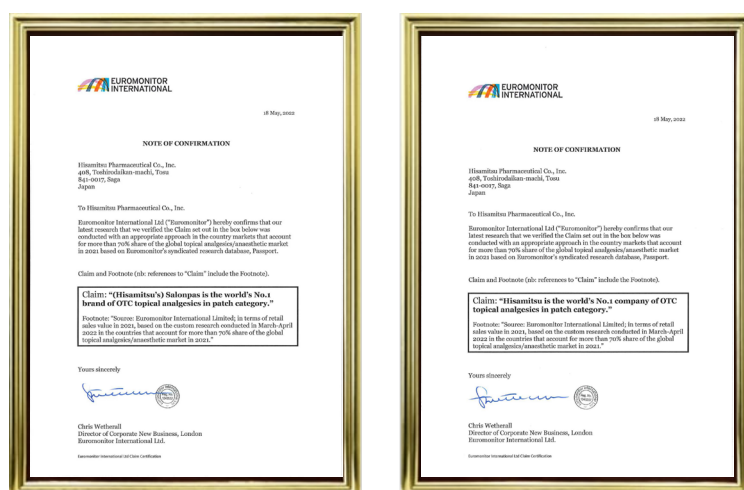 EUROMONITOR
INTERNATIONAL
18 May, 2022
NOTE OF CONFIRMATION
Hisamitsu Pharmaceutical Co., Inc.
408, Toshirodaikan-machi, Tosu
841-0017, Saga
Japan
To Hisamitsu Pharmaceutical Co., Inc.
Euromonitor International Ltd ("Euromonitor") hereby confirms that our
latest research that we verified the Claim set out in the box below was
conducted with an appropriate approach in the country markets that account
for more than 70% share of the global topical analgesics/anaesthetic market
in 2021 based on Euromonitor's syndicated research database, Passport.
Claim and Footnote (nb: references to "Claim" include the Footnote).
Claim: "(Hisamitsu's) Salonpas is the world's No.1
brand of OTC topical analgesics in patch category."
Footnote: "Source: Euromonitor International Limited; in terms of retail
sales value in 2021, based on the custom research conducted in March-April
2022 in the countries that account for more than 70% share of the global
topical analgesics/anaesthetic market in 2021."
Yours sincerely
Chris Wetherall
Director of Corporate New Business, London
Euromonitor International Ltd.
Euromonitor International Ltd Claim Certification
EUROMONITOR
INTERNATIONAL
18 May, 2022
NOTE OF CONFIRMATION
Hisamitsu Pharmaceutical Co., Inc.
408, Toshirodaikan-machi, Tosu
841-0017, Saga
Japan
To Hisamitsu Pharmaceutical Co., Inc.
Euromonitor International Ltd ("Euromonitor") hereby confirms that our
latest research that we verified the Claim set out in the box below was
conducted with an appropriate approach in the country markets that account
for more than 70% share of the global topical analgesics/anaesthetic market
in 2021 based on Euromonitor's syndicated research database, Passport.
Claim and Footnote (nb: references to "Claim" include the Footnote).
Claim: "Hisamitsu is the world's No.1 company of OTC
topical analgesics in patch category."
Footnote: "Source: Euromonitor International Limited; in terms of retail
sales value in 2021, based on the custom research conducted in March-April
2022 in the countries that account for more than 70% share of the global
topical analgesics/anaesthetic market in 2021."
Yours sincerely
Chris Wetherall
Director of Corporate New Business, London
Euromonitor International Ltd.
Euromonitor International Ltd Claim Certification